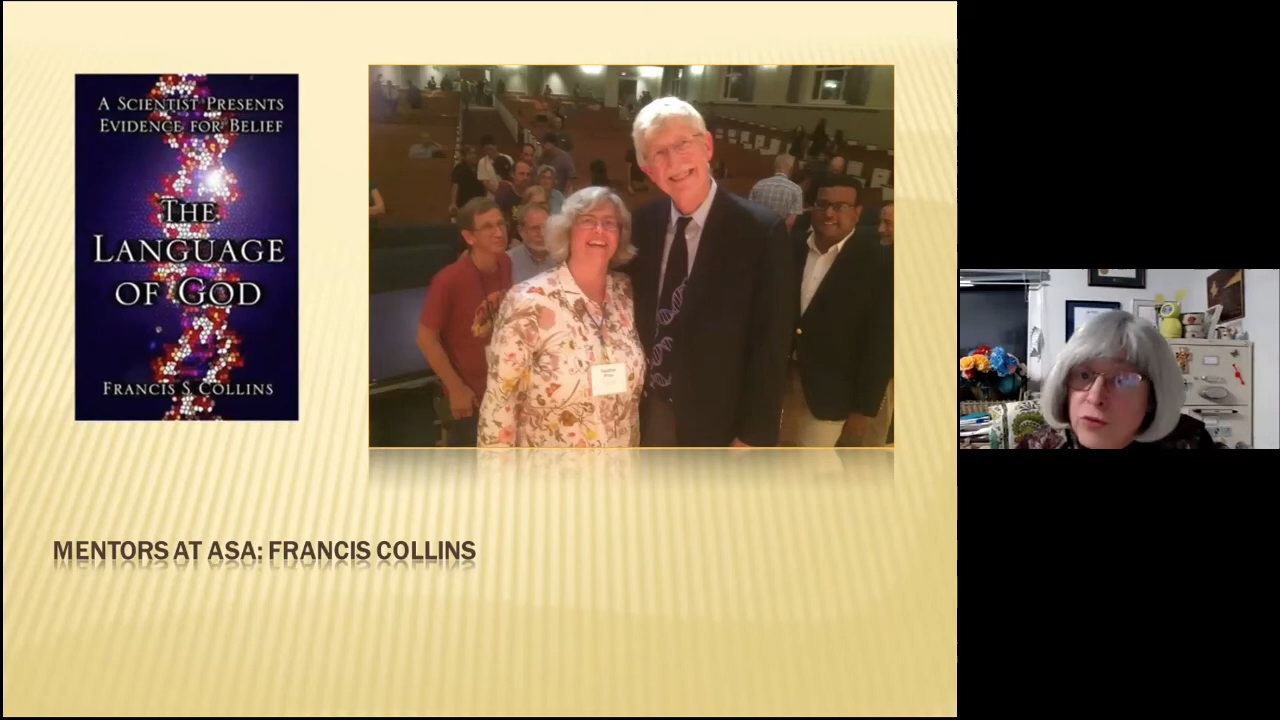 A SCIENTIST PRESENTS
EVIDENCE FOR BELIEF
THE
LANGUAGE
OF GOD
FRANCIS S. COLLINS
MENTORS AT ASA: FRANCIS COLLINS